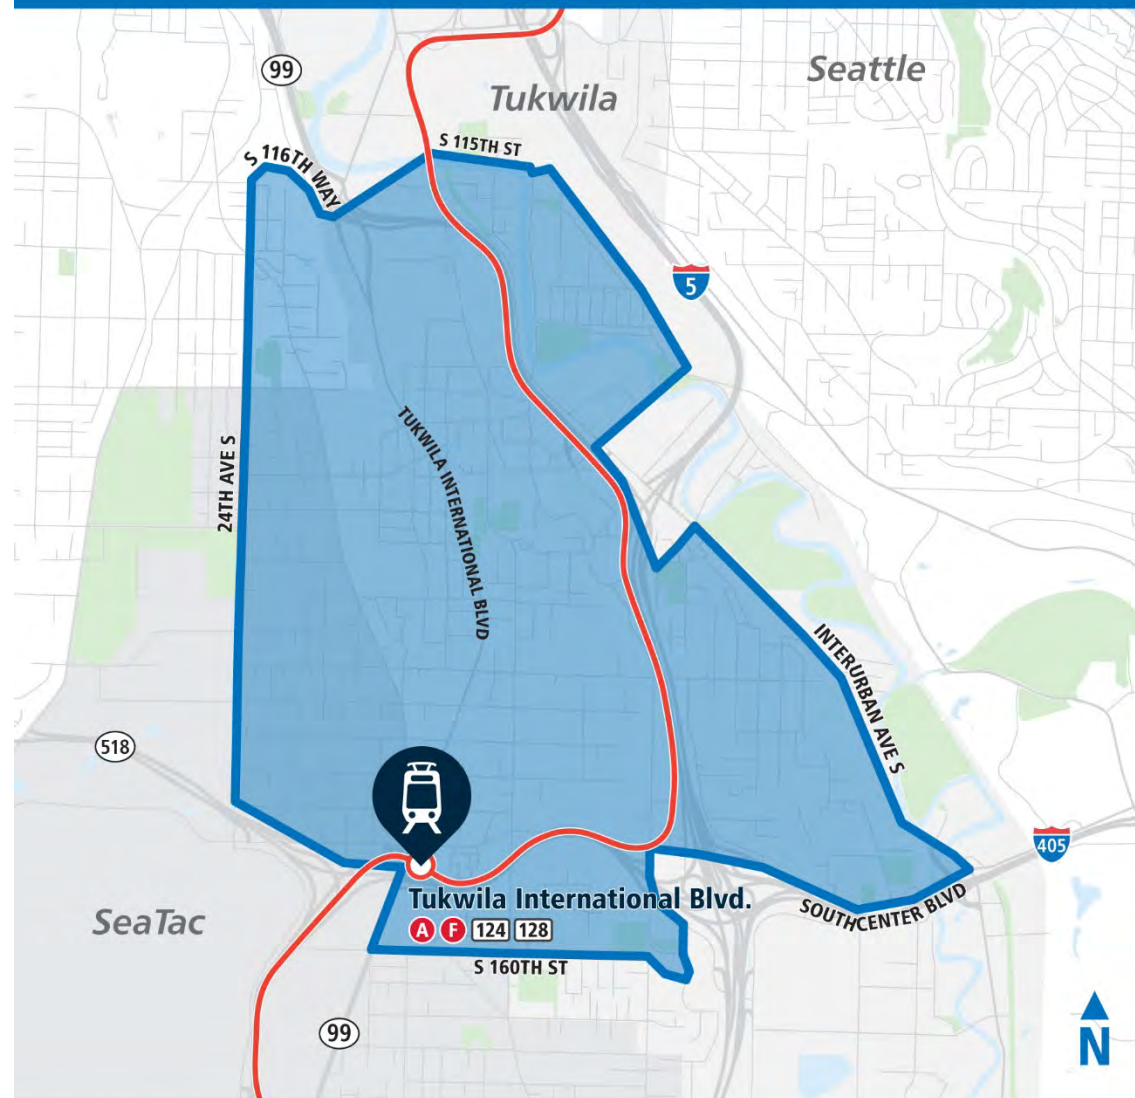 99
Tukwila
Seattle
S 115TH ST
S 116TH WAY
5
24TH AVE S
TUKWILA INTERNATIONAL BLVD
INTERURBAN AVE S
518
405
Tukwila International Blvd.
A F 124 128
SeaTac
SOUTHCENTER BLVD
S 160TH ST
99
N